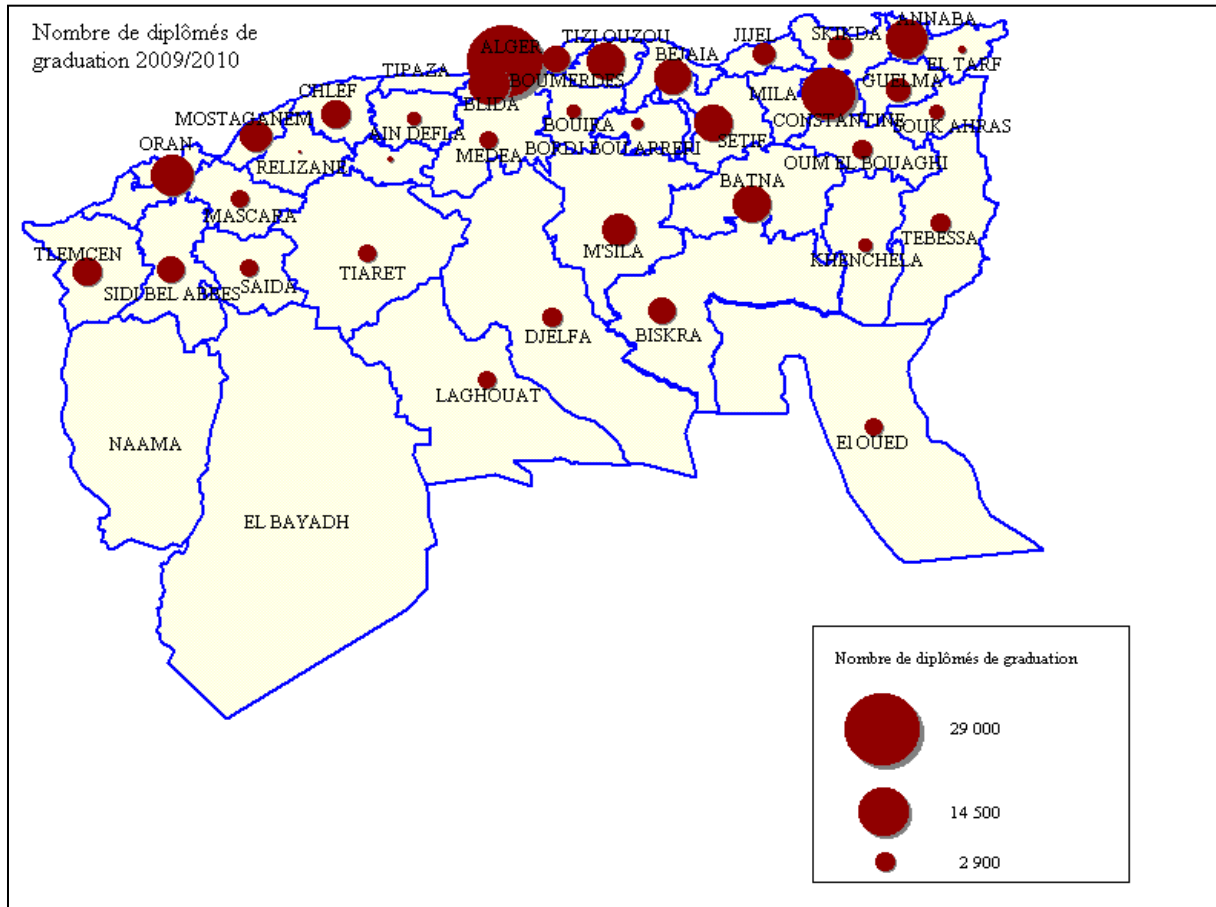 Nombre de diplômés de
graduation 2009/2010
ALGER
TIZI.OUZOU
JIJEL
SKIKDA
ANNABA
BEJAIA
EL TARF
TIPAZA
BOUMERDES
GUELMA
CHLEF
BLIDA
MILA
MOSTAGANEM
AIN DEFLA
BOUIRA
CONSTANTINE
SOUK AHRAS
ORAN
MEDEA
BORDJ BOU ARRERI
SETIF
RELIZANE
OUM EL BOUAGHI
BATNA
MASCARA
TEBESSA
M'SILA
TLEMCEN
KHENCHELA
TIARET
SIDI BEL ABBES
SAIDA
DJELFA
BISKRA
LAGHOUAT
El OUED
NAAMA
EL BAYADH
Nombre de diplômés de graduation
29 000
14 500
2 900